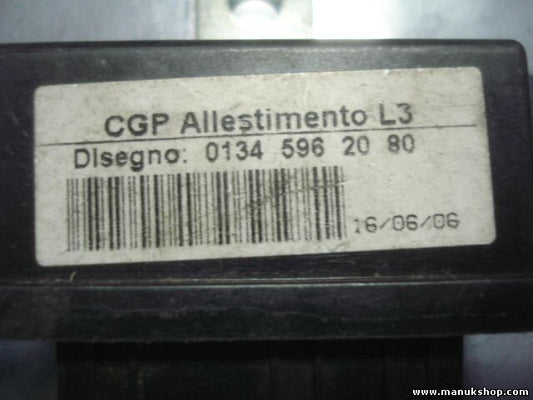 CGP Allestimento L3
Disegno: 0134 596 20 80
16/06/06
www.manukshop.com